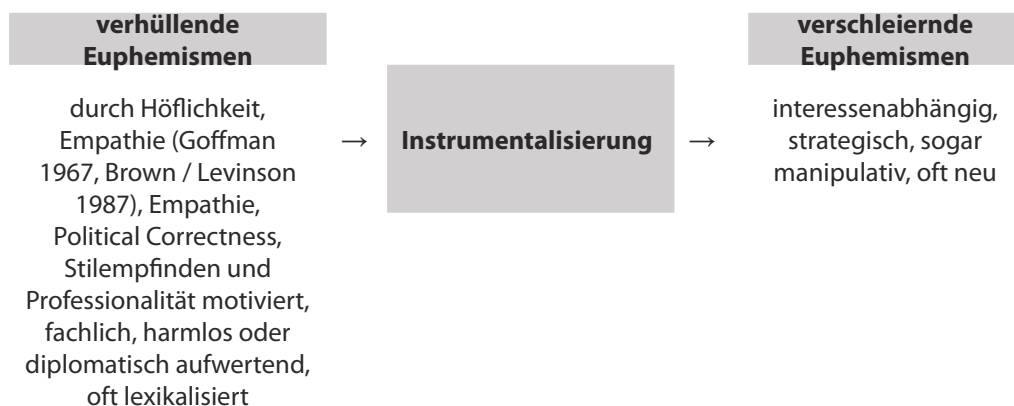 verhüllende
Euphemismen
durch Höflichkeit,
Empathie (Goffman
1967, Brown / Levinson
1987), Empathie,
Political Correctness,
Stilempfinden und
Professionalität motiviert,
fachlich, harmlos oder
diplomatisch aufwertend,
oft lexikalisiert
→
Instrumentalisierung
→
verschleiernde
Euphemismen
interessenabhängig,
strategisch, sogar
manipulativ, oft neu